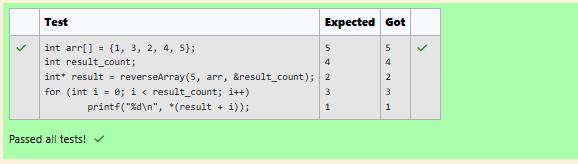 Test Expected Got
int arr[] = {1, 3, 2, 4, 5}; 5 5
int result_count; 4 4
int* result = reverseArray(5, arr, &result_count); 2 2
for (int i = 0; i < result_count; i++) 3 3
printf("%d\n", *(result + i)); 1 1
Passed all tests!